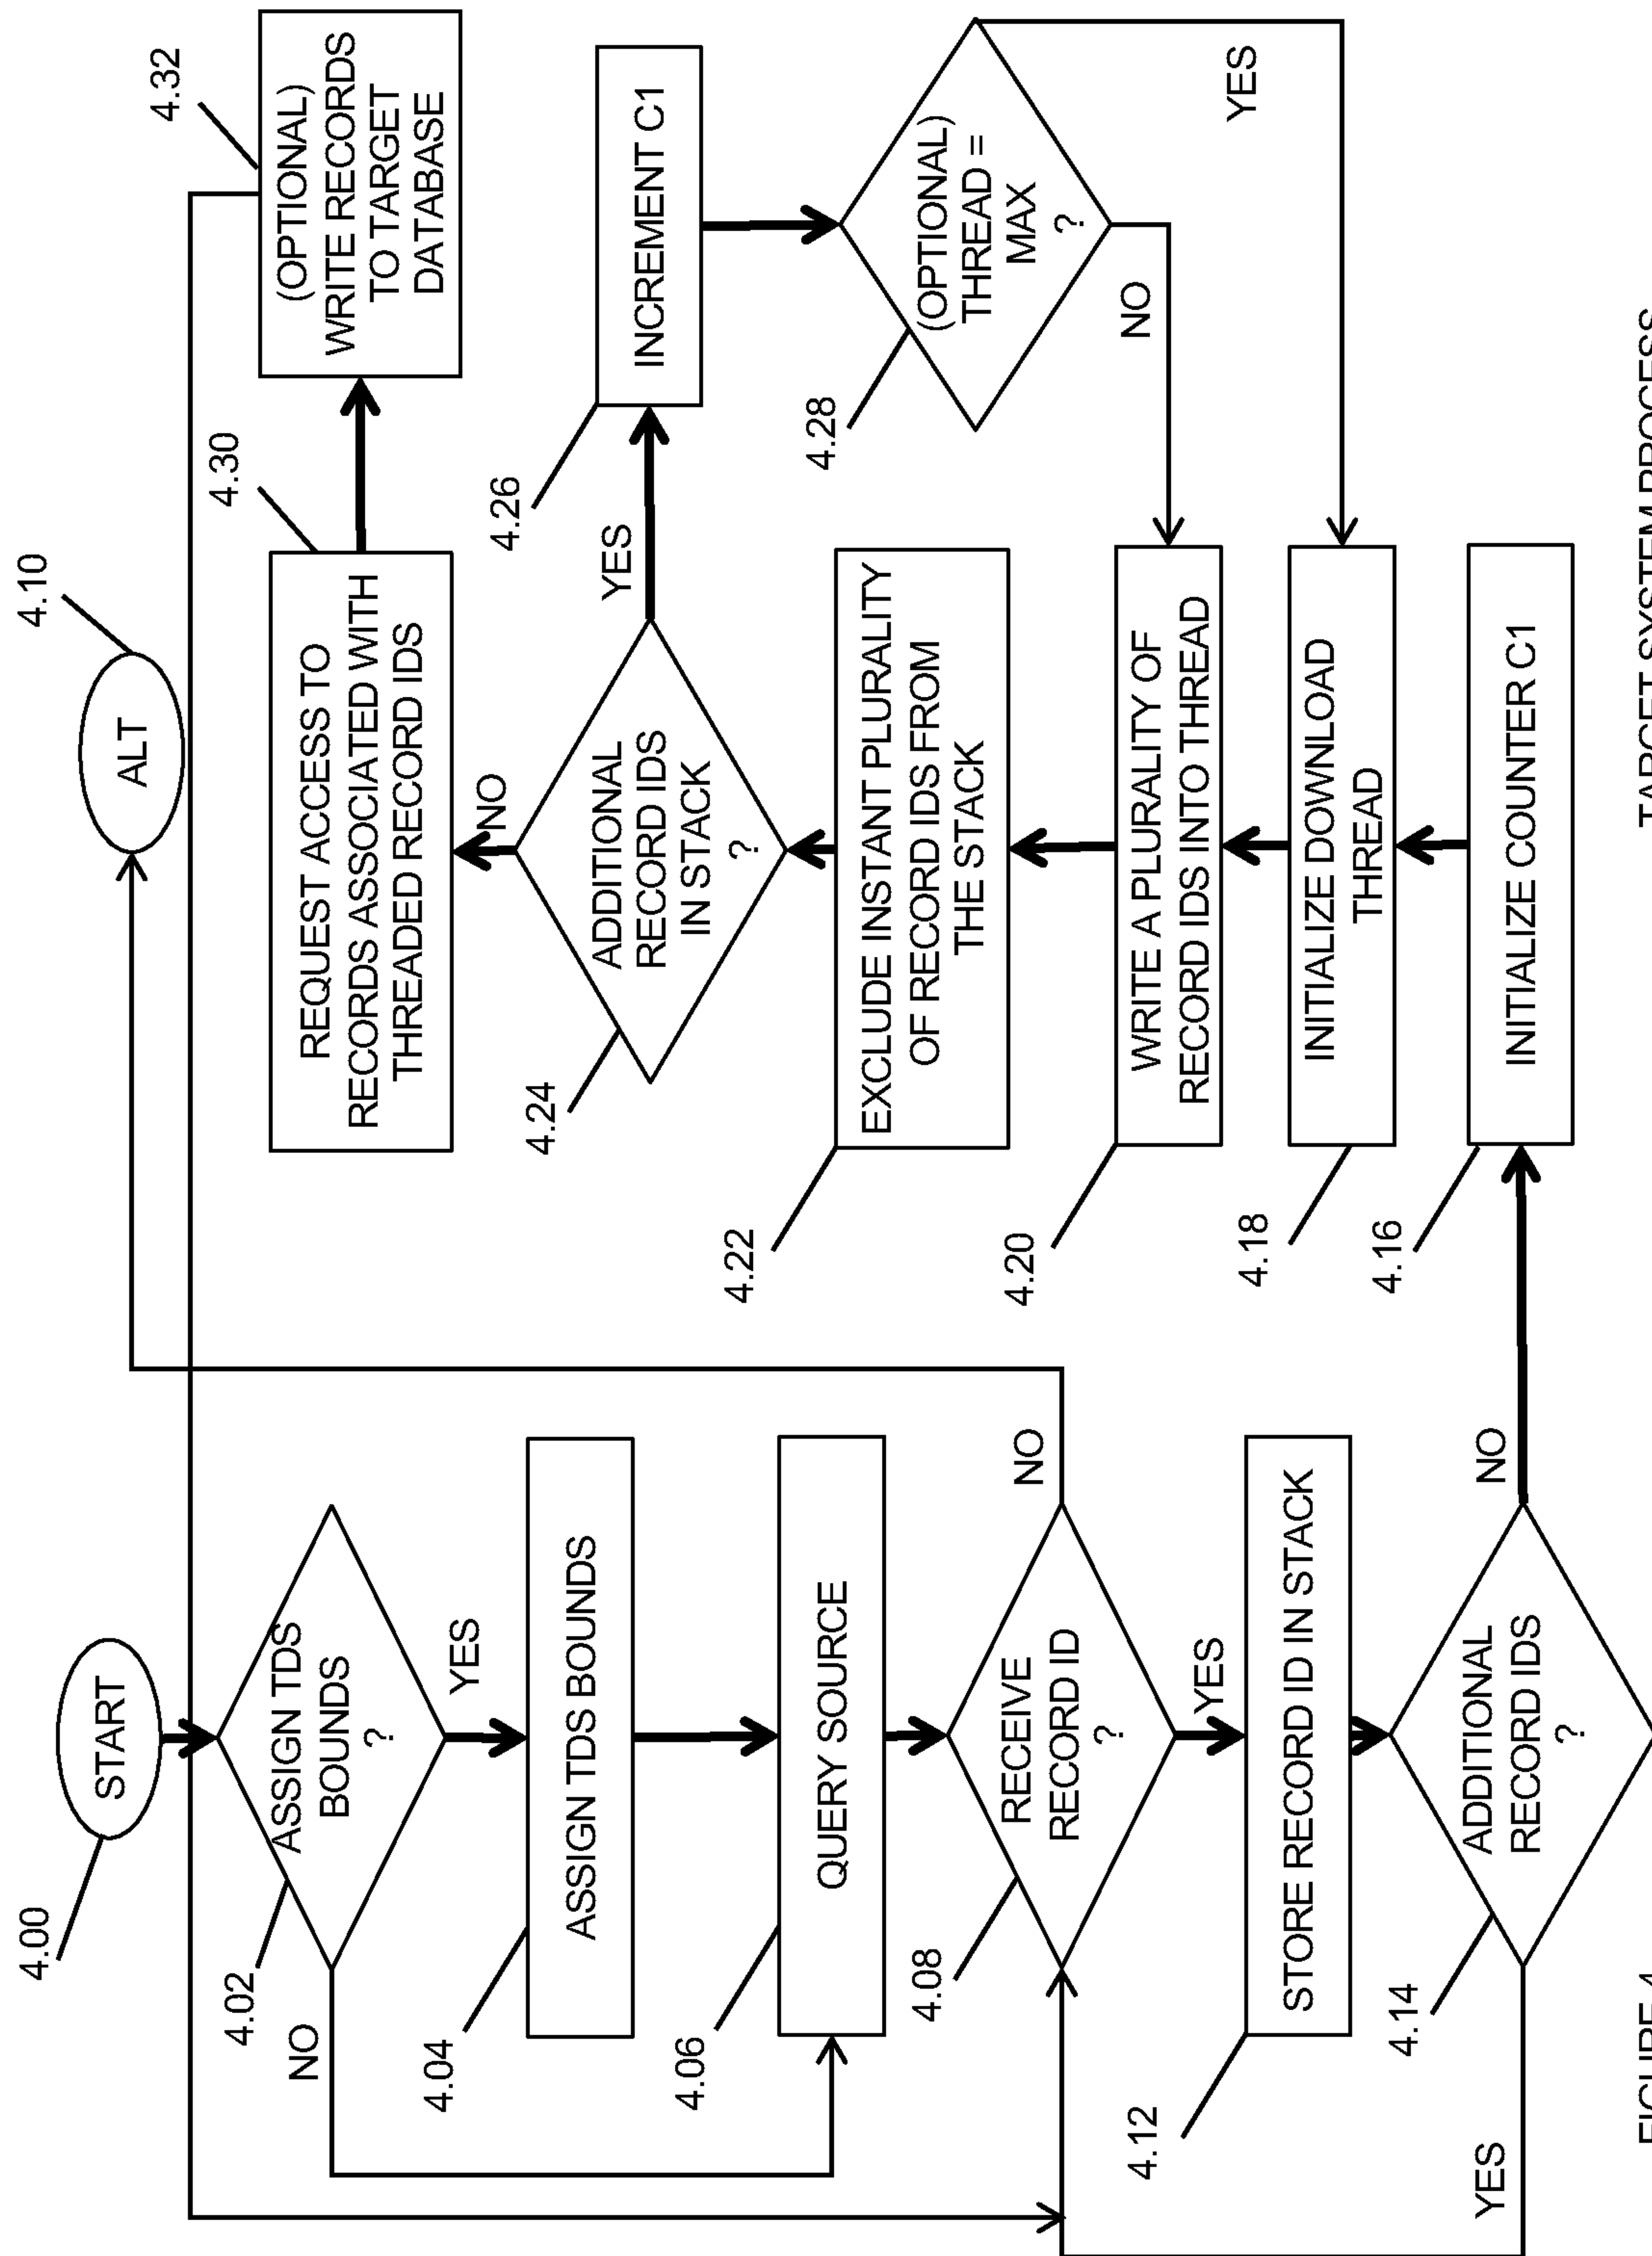 4.00
START
4.02
ASSIGN TDS
BOUNDS
?
NO
YES
4.04
ASSIGN TDS BOUNDS
4.06
QUERY SOURCE
4.08
RECEIVE
RECORD ID
?
NO
YES
4.10
ALT
4.12
STORE RECORD ID IN STACK
4.14
ADDITIONAL
RECORD IDS
?
YES
NO
4.16
INITIALIZE COUNTER C1
4.18
INITIALIZE DOWNLOAD
THREAD
4.20
WRITE A PLURALITY OF
RECORD IDS INTO THREAD
4.22
EXCLUDE INSTANT PLURALITY
OF RECORD IDS FROM
THE STACK
4.24
ADDITIONAL
RECORD IDS
IN STACK
?
NO
YES
4.26
INCREMENT C1
4.28
(OPTIONAL)
THREAD =
MAX
?
NO
YES
4.30
REQUEST ACCESS TO
RECORDS ASSOCIATED WITH
THREADED RECORD IDS
4.32
(OPTIONAL)
WRITE RECORDS
TO TARGET
DATABASE
FIGURE 4
TARGET SYSTEM PROCESS